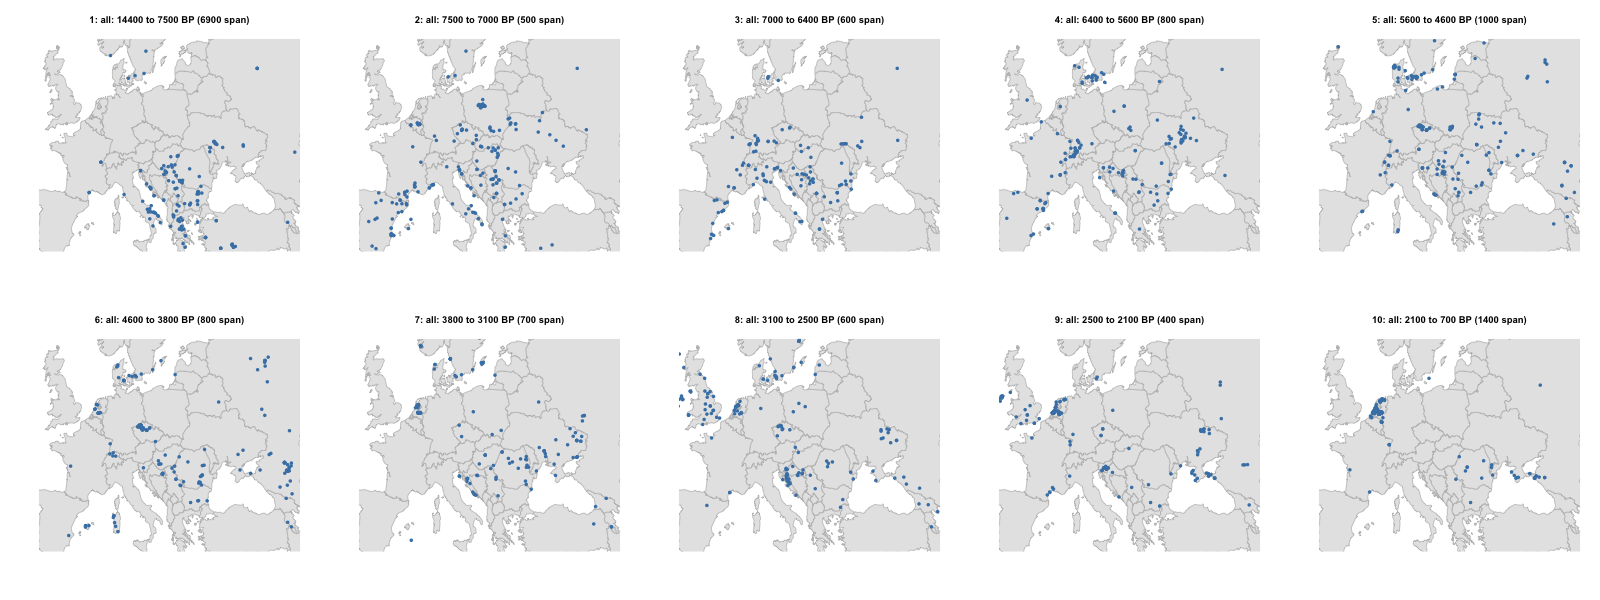 1: all: 14400 to 7500 BP (6900 span)
2: all: 7500 to 7000 BP (500 span)
3: all: 7000 to 6400 BP (600 span)
4: all: 6400 to 5600 BP (800 span)
5: all: 5600 to 4600 BP (1000 span)
6: all: 4600 to 3800 BP (800 span)
7: all: 3800 to 3100 BP (700 span)
8: all: 3100 to 2500 BP (600 span)
9: all: 2500 to 2100 BP (400 span)
10: all: 2100 to 700 BP (1400 span)